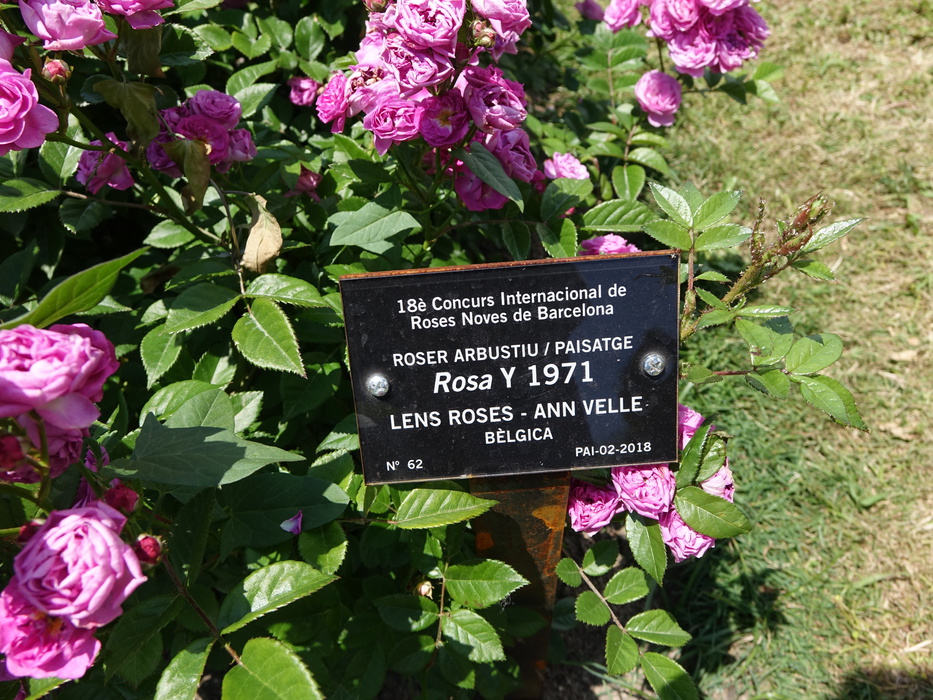 18è Concurs Internacional de
Roses Noves de Barcelona
ROSER ARBUSTIU / PAISATGE
Rosa Y 1971
LENS ROSES - ANN VELLE
BÈLGICA
Nº 62 PAI-02-2018